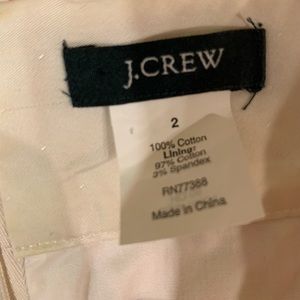 J.CREW
2
100% Cotton
Lining:
97% Cotton
3% Spandex
RN77388
Made in China